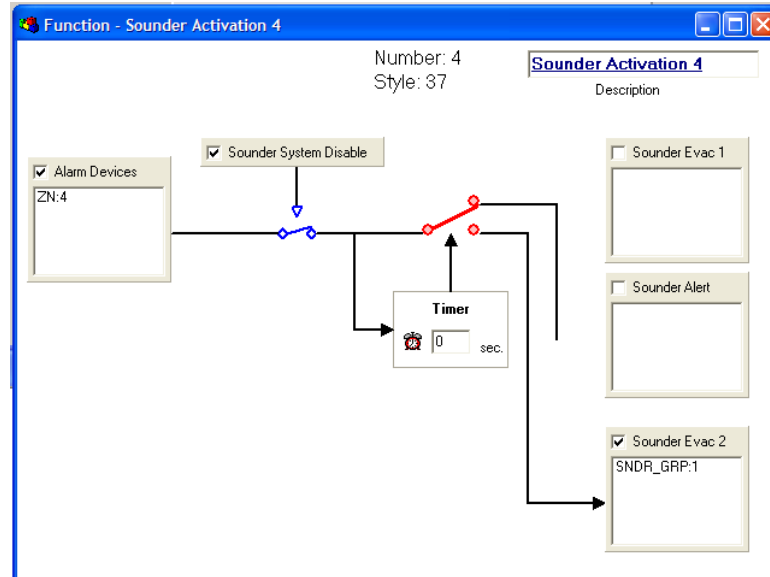 Function - Sounder Activation 4
Number: 4
Style: 37
Sounder Activation 4
Description
Sounder System Disable
Sounder Evac 1
Alarm Devices
ZN:4
Sounder Alert
Timer
0 sec.
Sounder Evac 2
SNDR_GRP:1